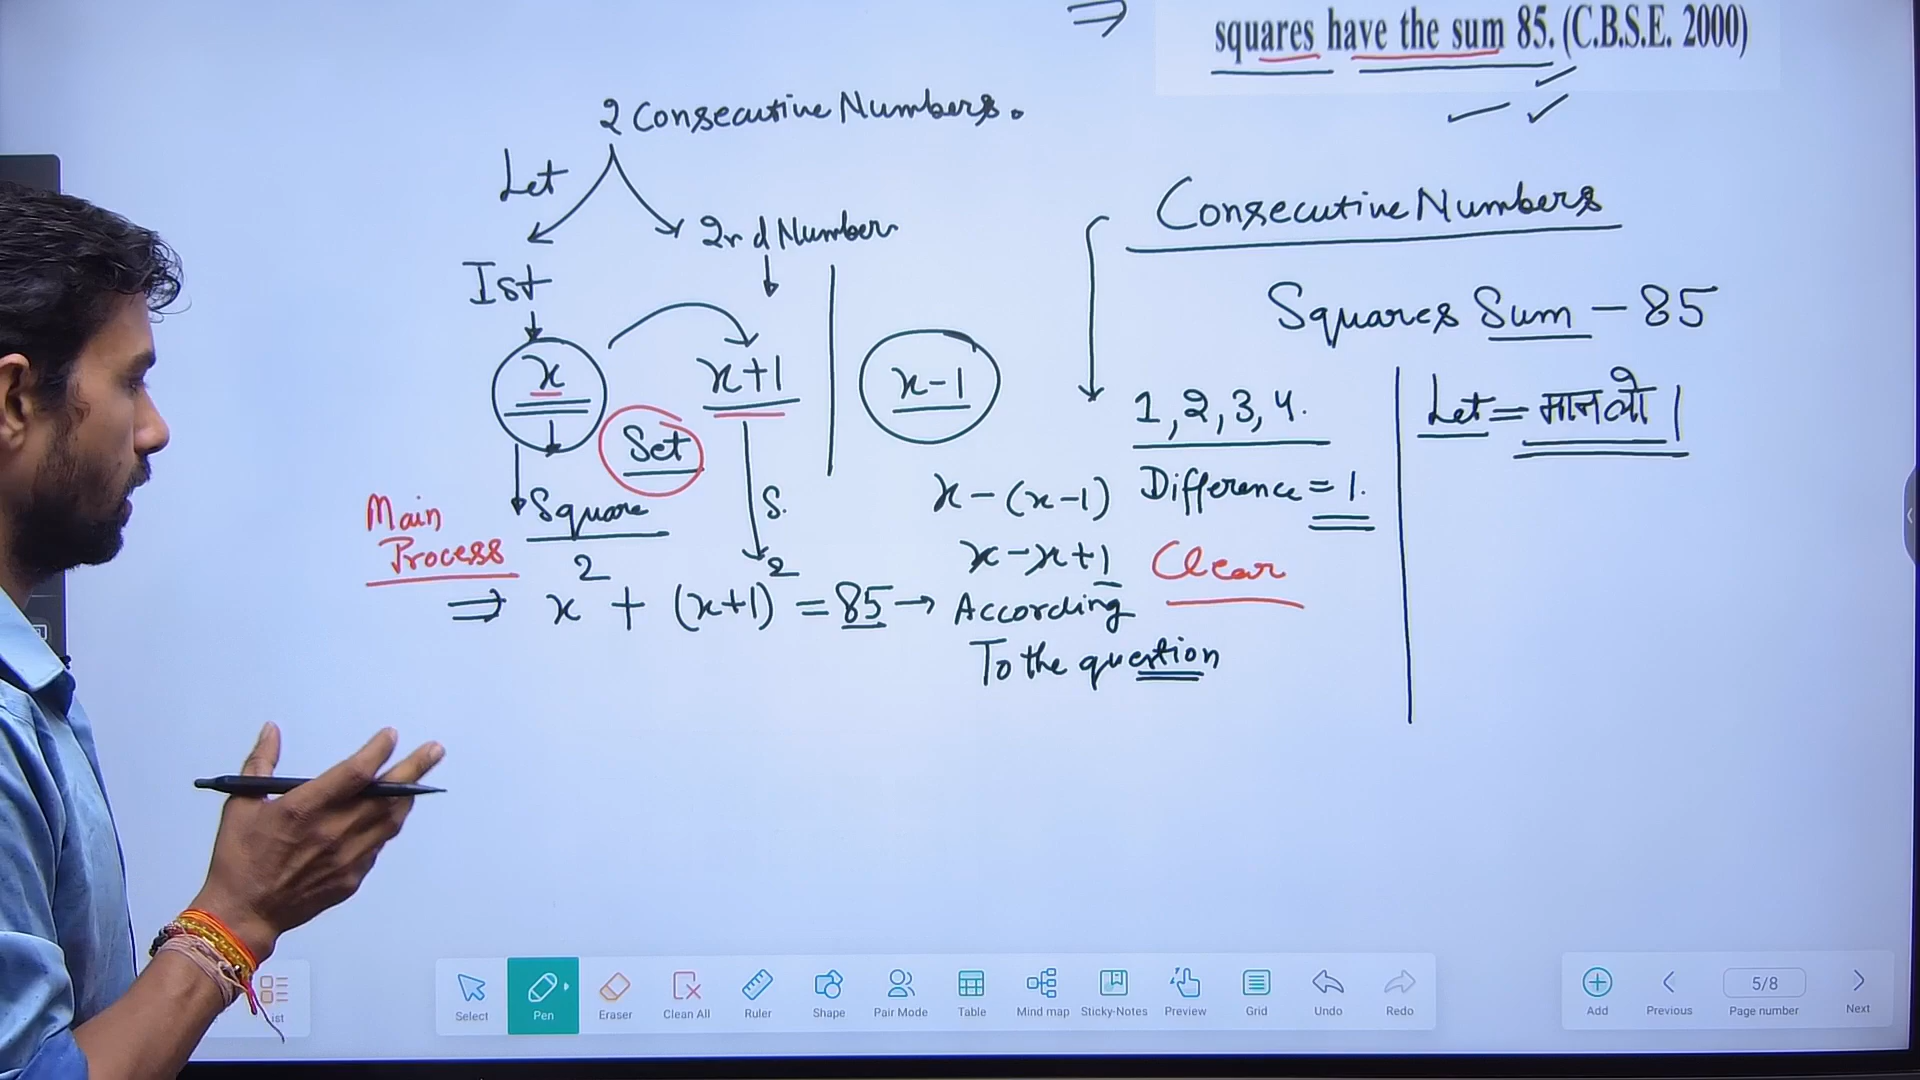 squares have the sum 85. (C.B.S.E. 2000)
2 Consecutive Numbers.
Let
Ist
2nd Number
x
x+1
x-1
Set
Square
S.
Main
Process
⇒ x² + (x+1)² = 85 → According
To the question
Consecutive Numbers
Squares Sum - 85
1, 2, 3, 4.
Difference = 1.
x-(x-1)
x-x+1
Clear
Let = मानलो |
Select
Pen
Eraser
Clean All
Ruler
Shape
Pair Mode
Table
Mind map
Sticky-Notes
Preview
Grid
Undo
Redo
Add
Previous
5/8
Page number
Next